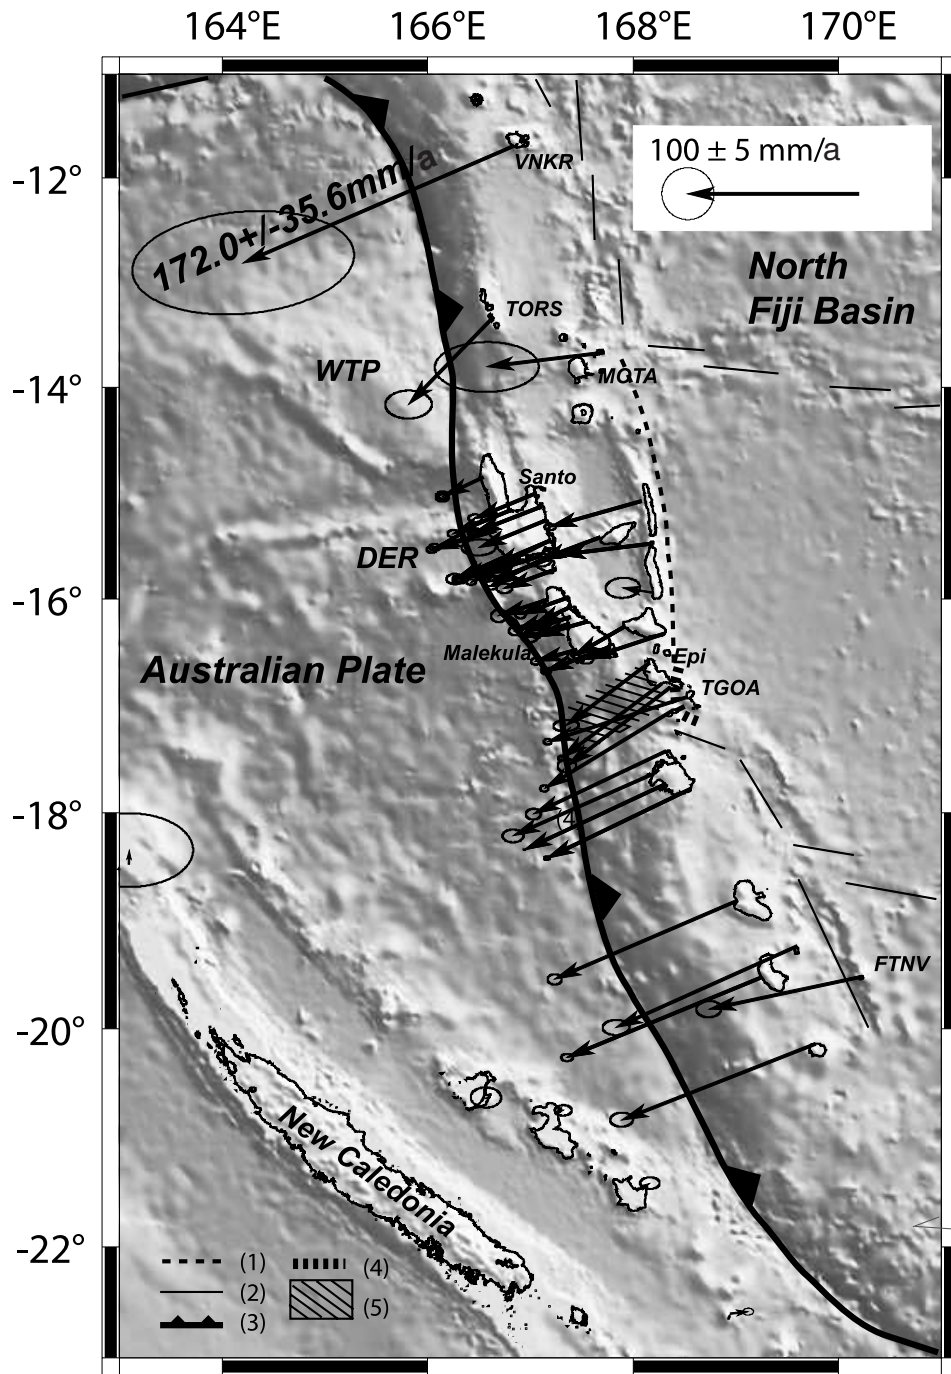 164°E 166°E 168°E 170°E
-12°
-14°
-16°
-18°
-20°
-22°
VNKR
100 ± 5 mm/a
172.0+/-35.6mm/a
North
Fiji Basin
TORS
WTP
MOTA
Santo
DER
Malekula
Epi
Australian Plate
TGOA
(4
FTNV
New Caledonia
(1)
(2)
(3)
(4)
(5)